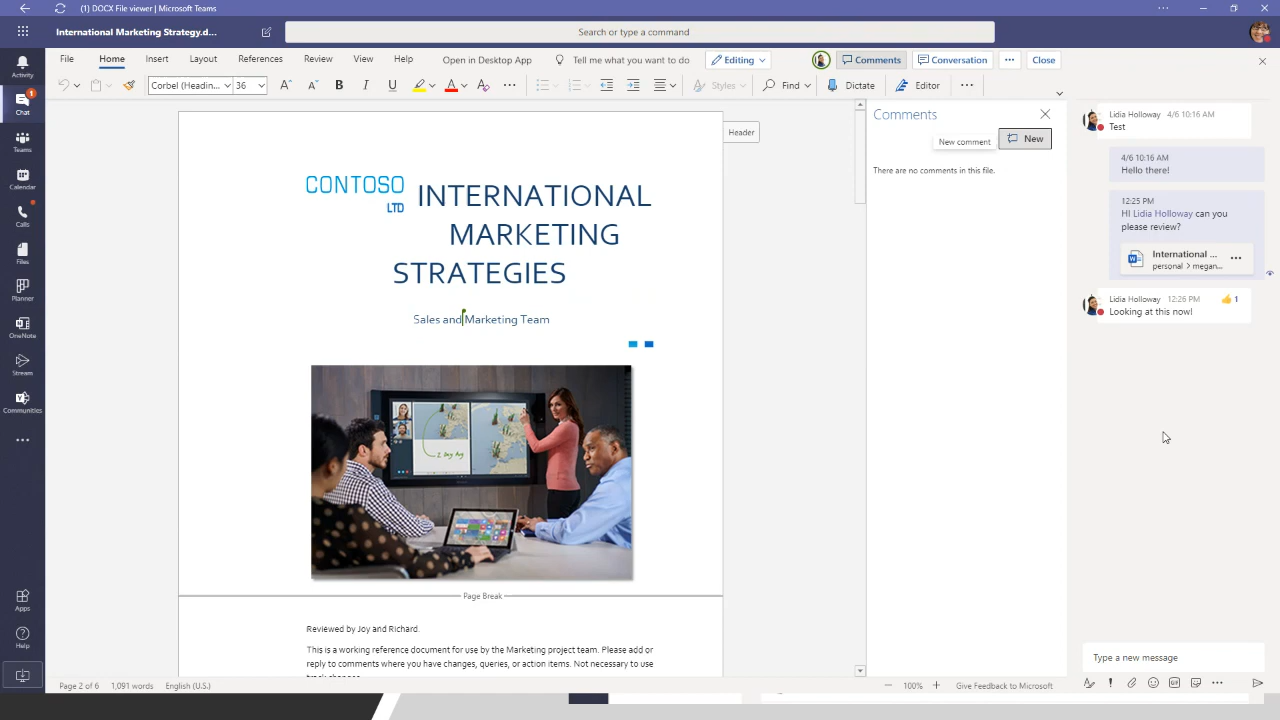 (1) DOCX File viewer | Microsoft Teams
International Marketing Strategy.d...
Search or type a command
File Home Insert Layou References Review View Help Open in Desktop App Tell me what you want to do Editing Comments Conversation ... Close
Corbel (Headin... 36 B I U A Styles Find Dictate Editor ...
Activity
1
Chat
Teams
Calendar
Calls
Files
Planner
OneNote
Stream
Communities
Apps
Help
Header
CONTOSO
LTD
INTERNATIONAL
MARKETING
STRATEGIES
Sales and Marketing Team
2 Day Avg
Page Break
Reviewed by Joy and Richard.
This is a working reference document for use by the Marketing project team. Please add or
reply to comments where you have changes, queries, or action items. Not necessary to use
Comments
New comment
New
There are no comments in this file.
Lidia Holloway 4/6 10:16 AM
Test
4/6 10:16 AM
Hello there!
12:25 PM
HI Lidia Holloway can you
please review?
International ...
personal > megan...
Lidia Holloway 12:26 PM 1
Looking at this now!
Type a new message
Page 2 of 6 1,091 words English (U.S.)
100% Give Feedback to Microsoft